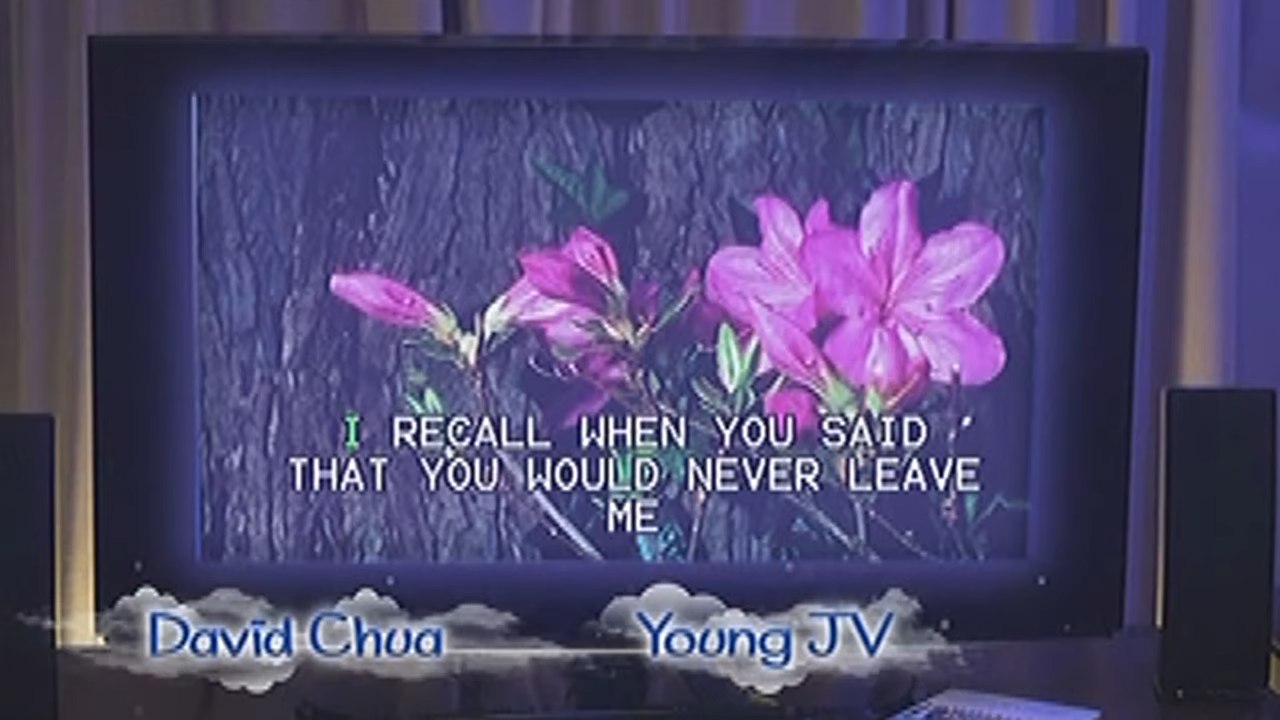 I RECALL WHEN YOU SAID
THAT YOU WOULD NEVER LEAVE
ME
David Chua
Young JV